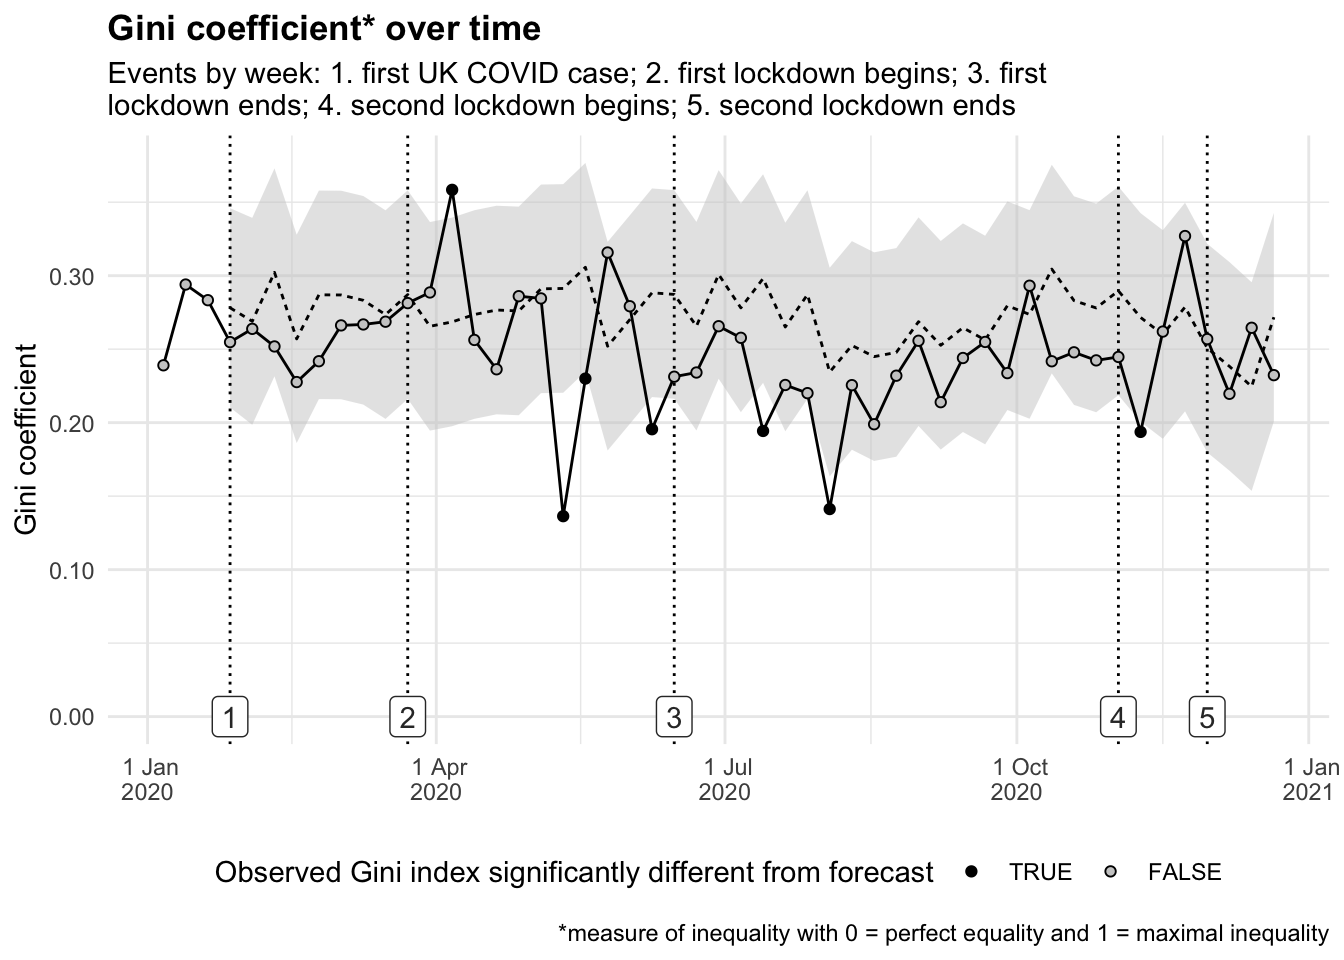 Gini coefficient* over time
Events by week: 1. first UK COVID case; 2. first lockdown begins; 3. first
lockdown ends; 4. second lockdown begins; 5. second lockdown ends
Gini coefficient
0.30
0.20
0.10
0.00
1 2 3 4 5
1 Jan 1 Apr 1 Jul 1 Oct 1 Jan
2020 2020 2020 2020 2021
Observed Gini index significantly different from forecast TRUE FALSE
*measure of inequality with 0 = perfect equality and 1 = maximal inequality